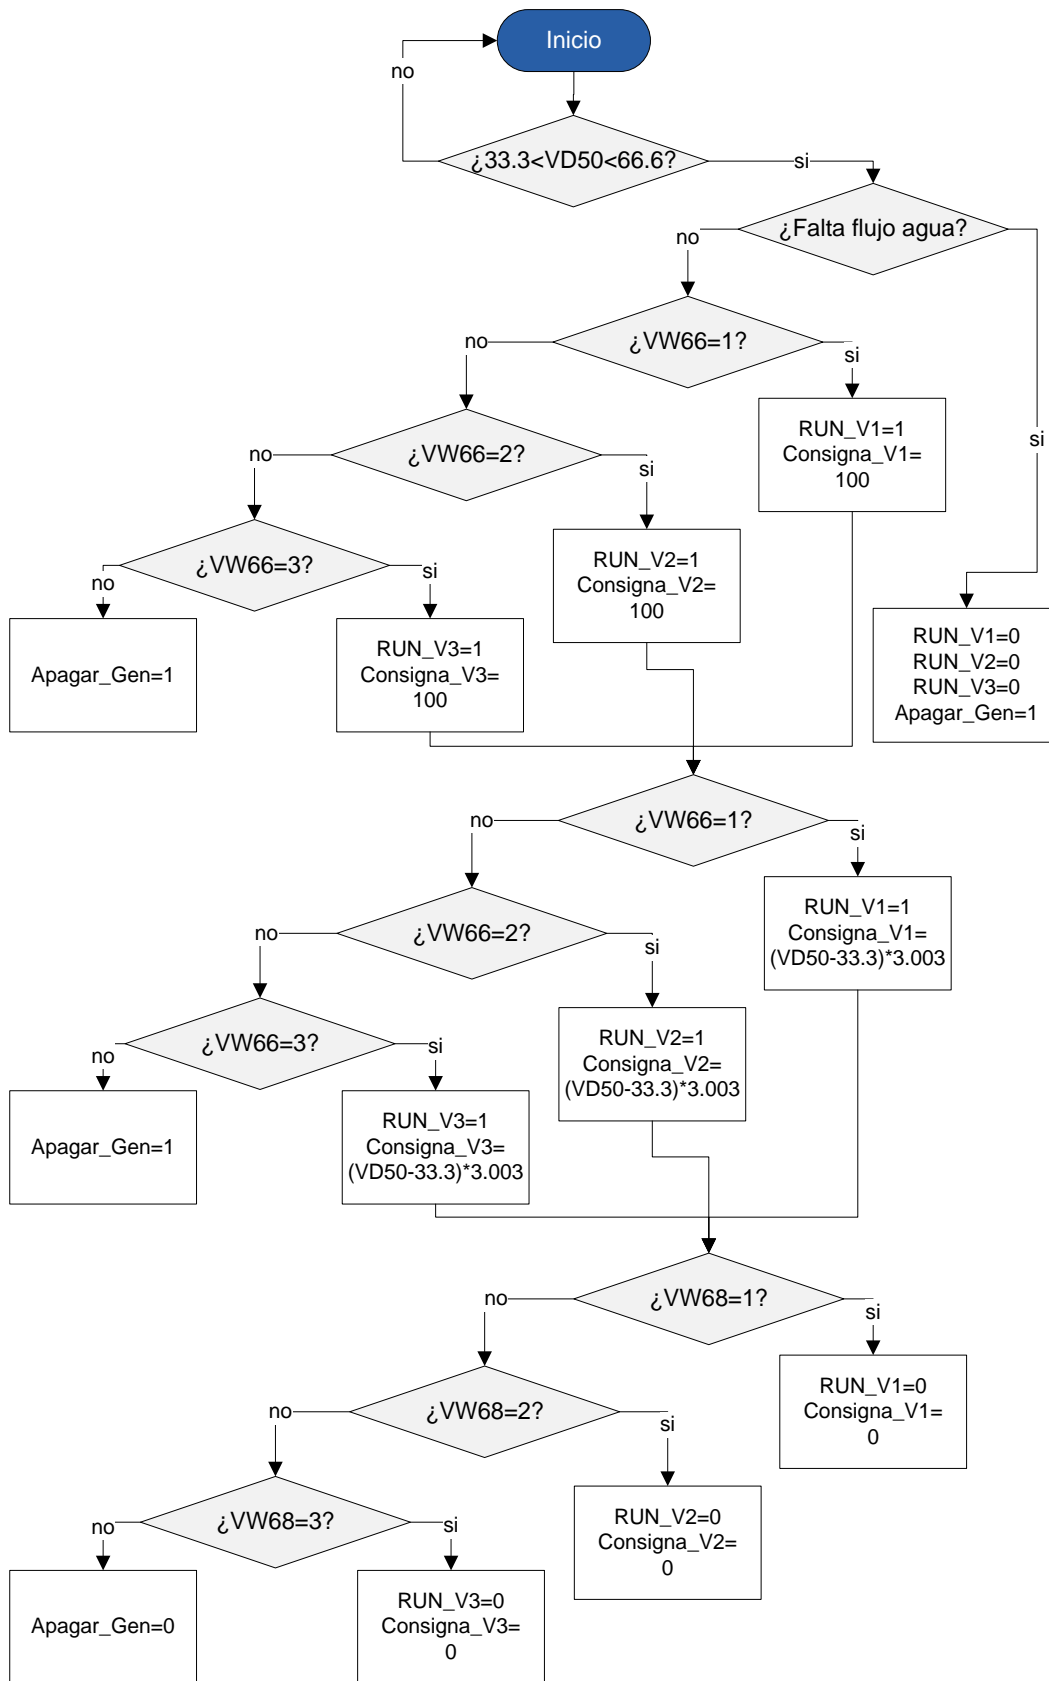 Inicio
no
¿33.3<VD50<66.6?
si
¿Falta flujo agua?
no
si
¿VW66=1?
no
si
RUN_V1=1
Consigna_V1=
100
¿VW66=2?
no
si
RUN_V2=1
Consigna_V2=
100
¿VW66=3?
no
si
Apagar_Gen=1
RUN_V3=1
Consigna_V3=
100
RUN_V1=0
RUN_V2=0
RUN_V3=0
Apagar_Gen=1
¿VW66=1?
no
si
RUN_V1=1
Consigna_V1=
(VD50-33.3)*3.003
¿VW66=2?
no
si
RUN_V2=1
Consigna_V2=
(VD50-33.3)*3.003
¿VW66=3?
no
si
Apagar_Gen=1
RUN_V3=1
Consigna_V3=
(VD50-33.3)*3.003
¿VW68=1?
no
si
RUN_V1=0
Consigna_V1=
0
¿VW68=2?
no
si
RUN_V2=0
Consigna_V2=
0
¿VW68=3?
no
si
Apagar_Gen=0
RUN_V3=0
Consigna_V3=
0